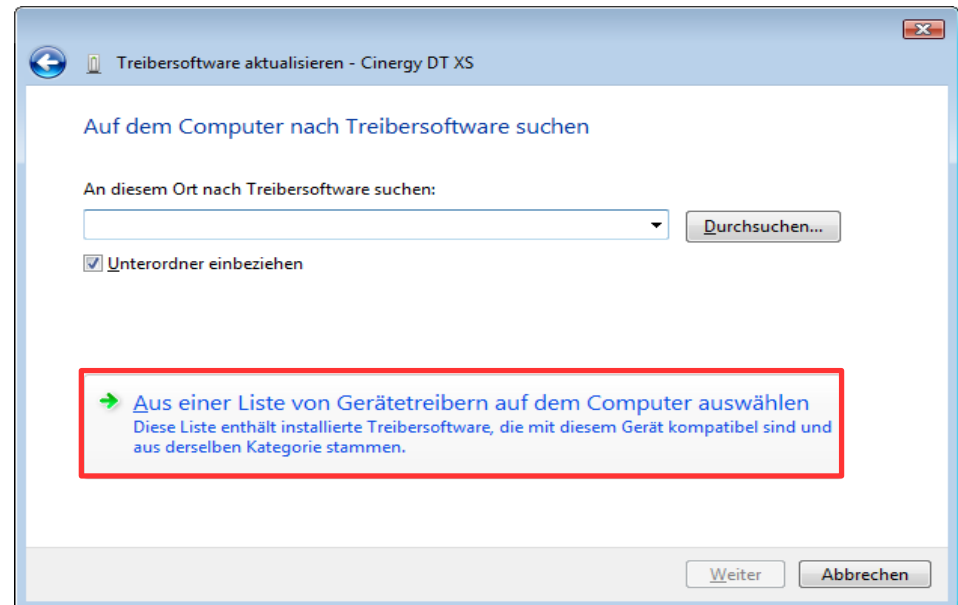 Treibersoftware aktualisieren - Cinergy DT XS
Auf dem Computer nach Treibersoftware suchen
An diesem Ort nach Treibersoftware suchen:
Durchsuchen...
Unterordner einbeziehen
Aus einer Liste von Gerätetreibern auf dem Computer auswählen
Diese Liste enthält installierte Treibersoftware, die mit diesem Gerät kompatibel sind und
aus derselben Kategorie stammen.
Weiter
Abbrechen